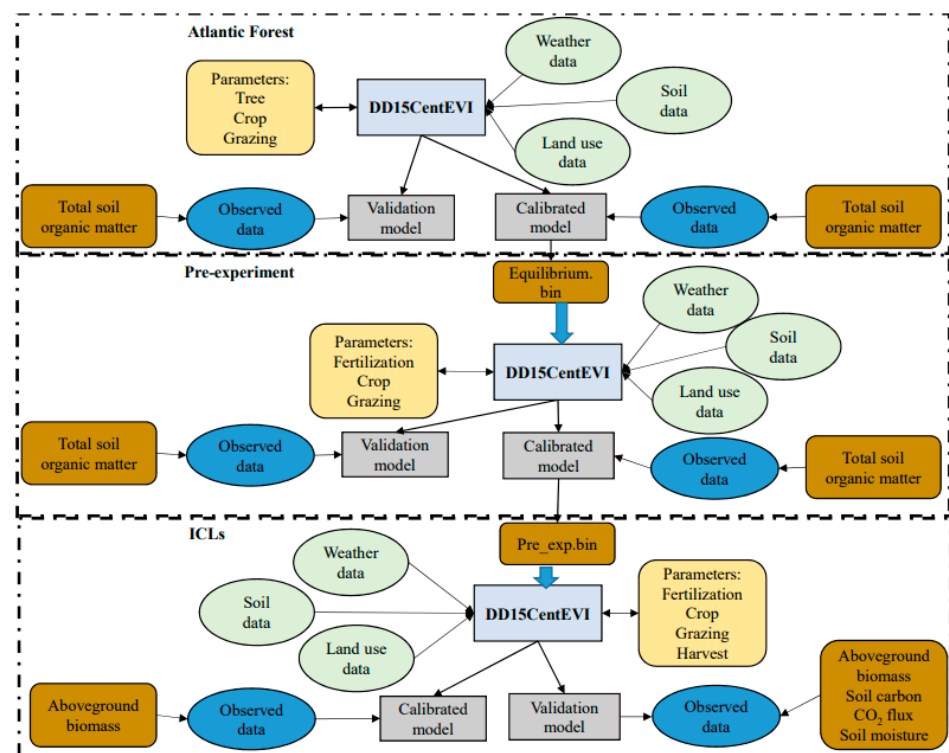 Atlantic Forest
Weather
data
Parameters:
Tree
Crop
Grazing
DD15CentEVI
Soil
data
Land use
data
Total soil
organic matter
Observed
data
Validation
model
Calibrated
model
Observed
data
Total soil
organic matter
Pre-experiment
Equilibrium.
bin
Weather
data
Parameters:
Fertilization
Crop
Grazing
DD15CentEVI
Soil
data
Land use
data
Total soil
organic matter
Observed
data
Validation
model
Calibrated
model
Observed
data
Total soil
organic matter
ICLs
Pre_exp.bin
Weather
data
Soil
data
Land use
data
DD15CentEVI
Parameters:
Fertilization
Crop
Grazing
Harvest
Aboveground
biomass
Observed
data
Calibrated
model
Validation
model
Observed
data
Aboveground
biomass
Soil carbon
CO₂ flux
Soil moisture